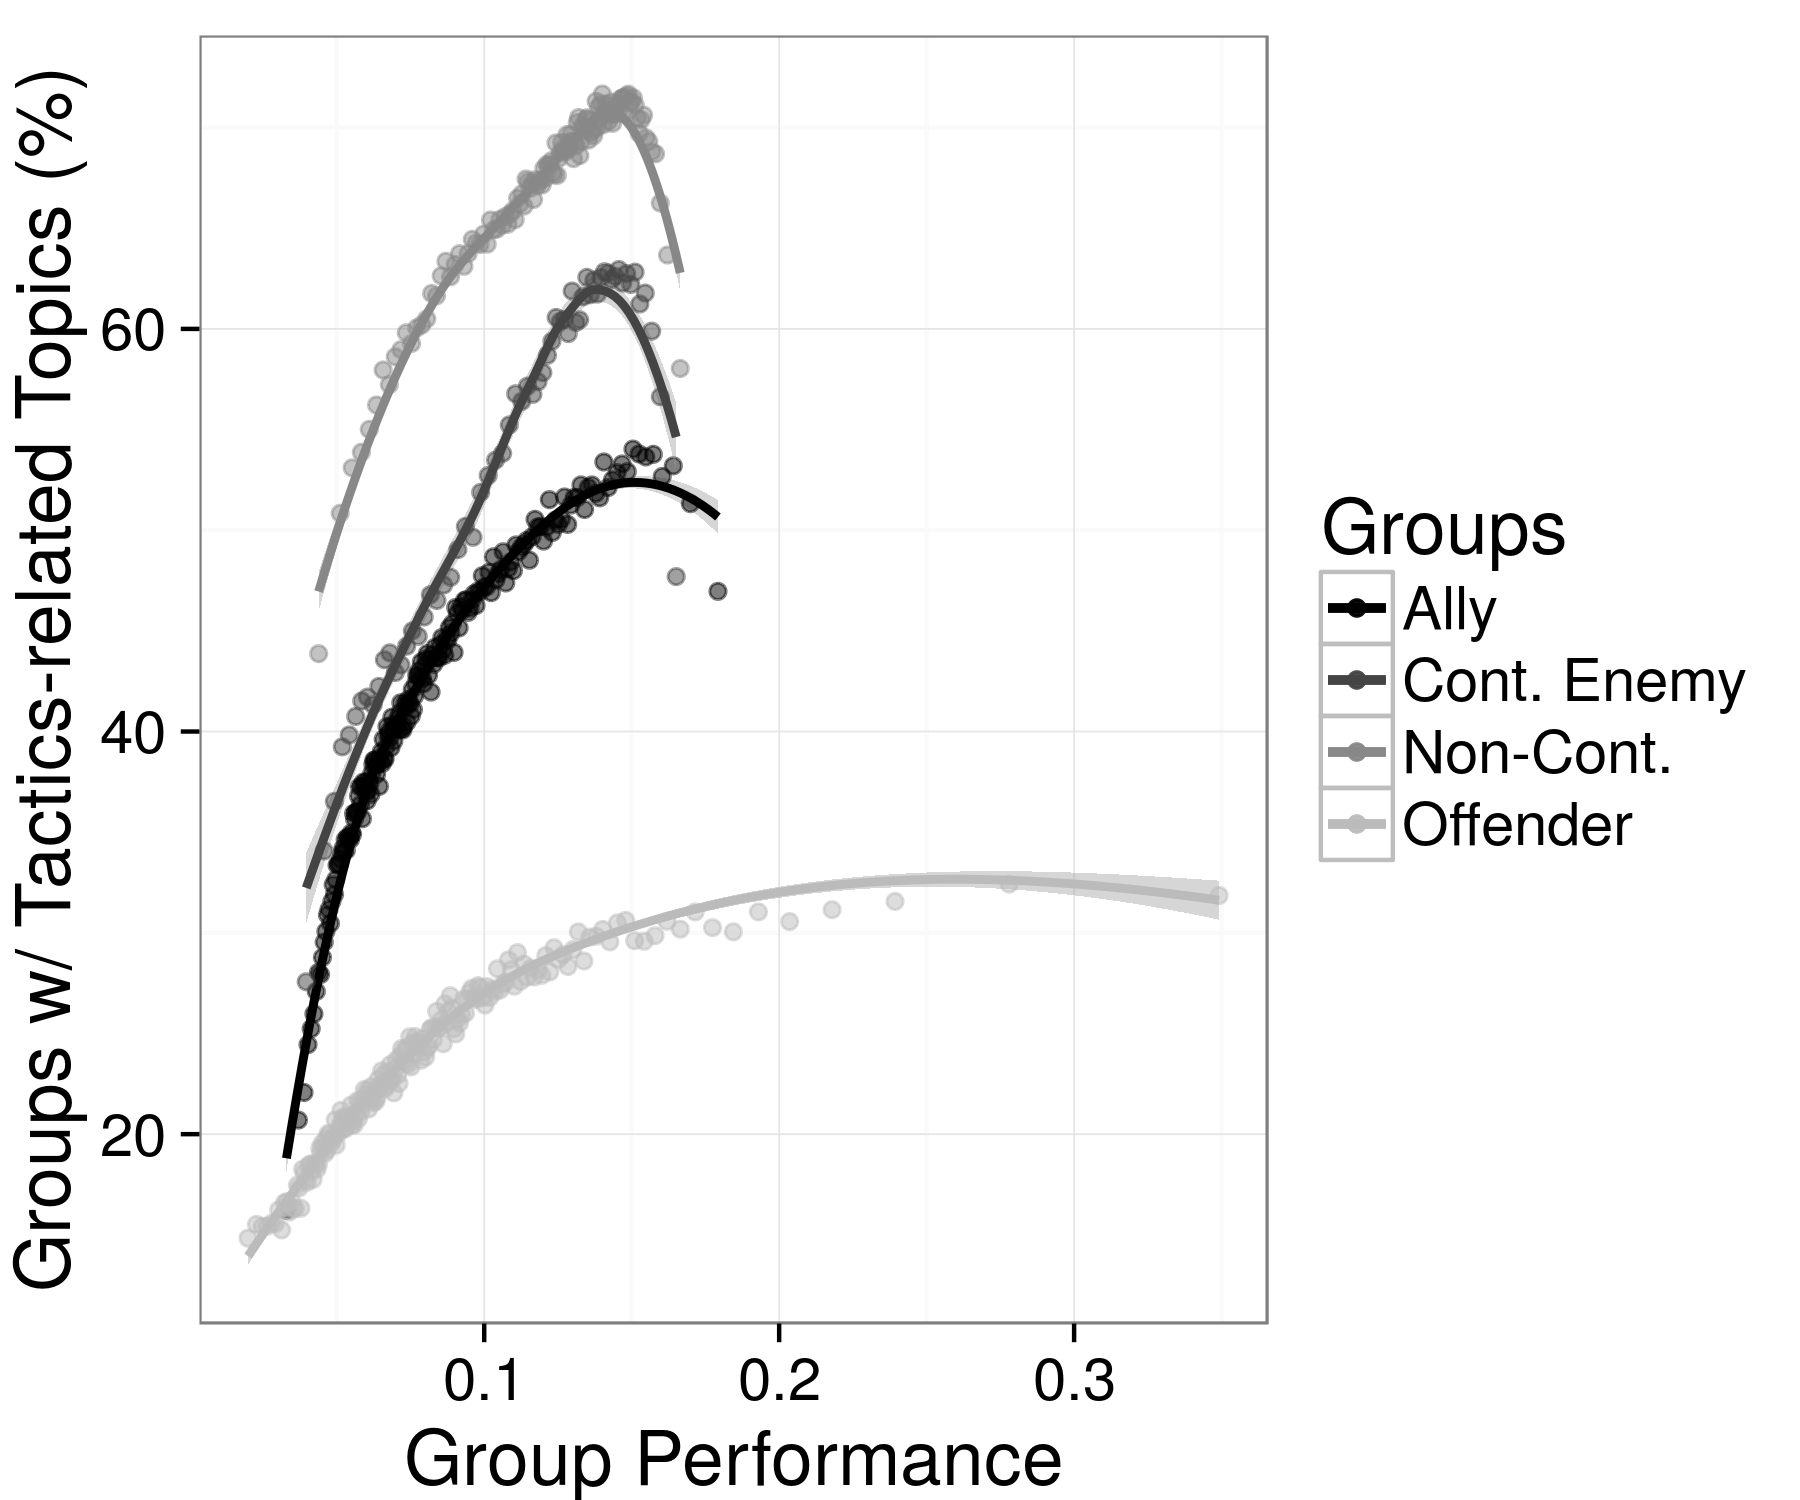 Groups w/ Tactics-related Topics (%)
60
40
20
0.1 0.2 0.3
Group Performance
Groups
Ally
Cont. Enemy
Non-Cont.
Offender